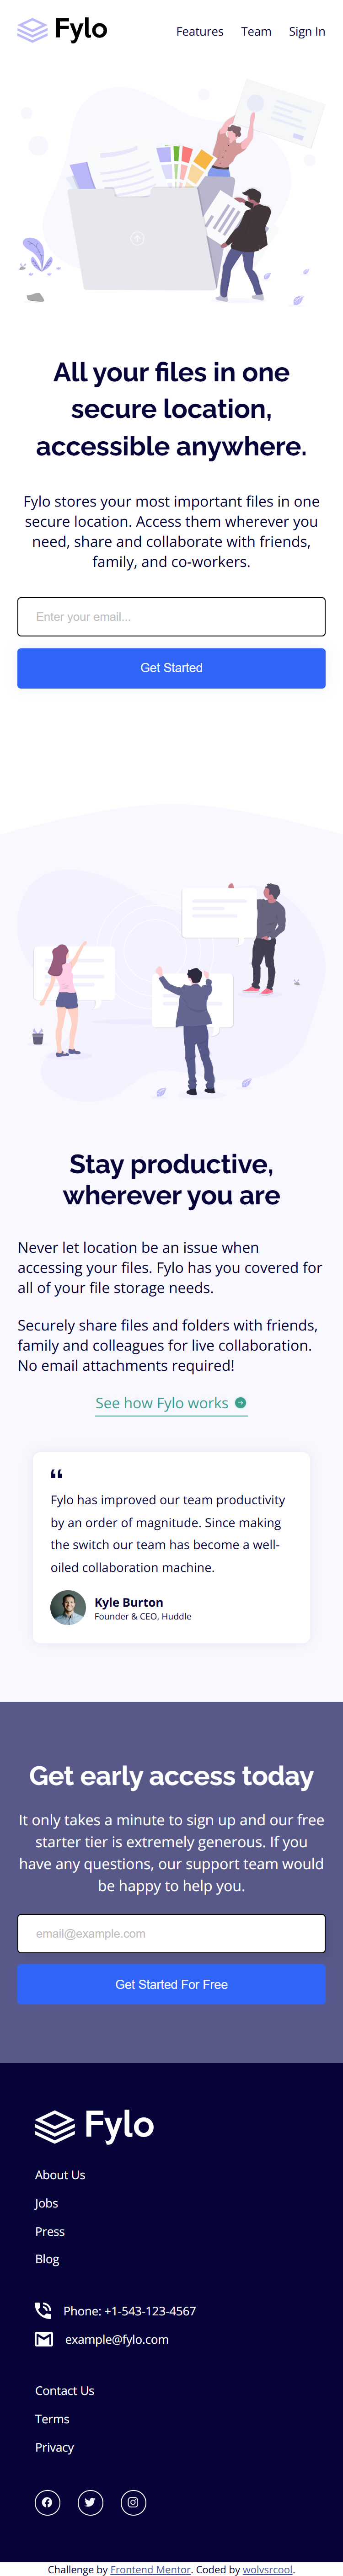 Fylo
Features Team Sign In
All your files in one
secure location,
accessible anywhere.
Fylo stores your most important files in one
secure location. Access them wherever you
need, share and collaborate with friends,
family, and co-workers.
Enter your email...
Get Started
Stay productive,
wherever you are
Never let location be an issue when
accessing your files. Fylo has you covered for
all of your file storage needs.
Securely share files and folders with friends,
family and colleagues for live collaboration.
No email attachments required!
See how Fylo works
“
Fylo has improved our team productivity
by an order of magnitude. Since making
the switch our team has become a well-
oiled collaboration machine.
Kyle Burton
Founder & CEO, Huddle
Get early access today
It only takes a minute to sign up and our free
starter tier is extremely generous. If you
have any questions, our support team would
be happy to help you.
email@example.com
Get Started For Free
Fylo
About Us
Jobs
Press
Blog
Phone: +1-543-123-4567
example@fylo.com
Contact Us
Terms
Privacy
Challenge by Frontend Mentor. Coded by wolvsrcool.